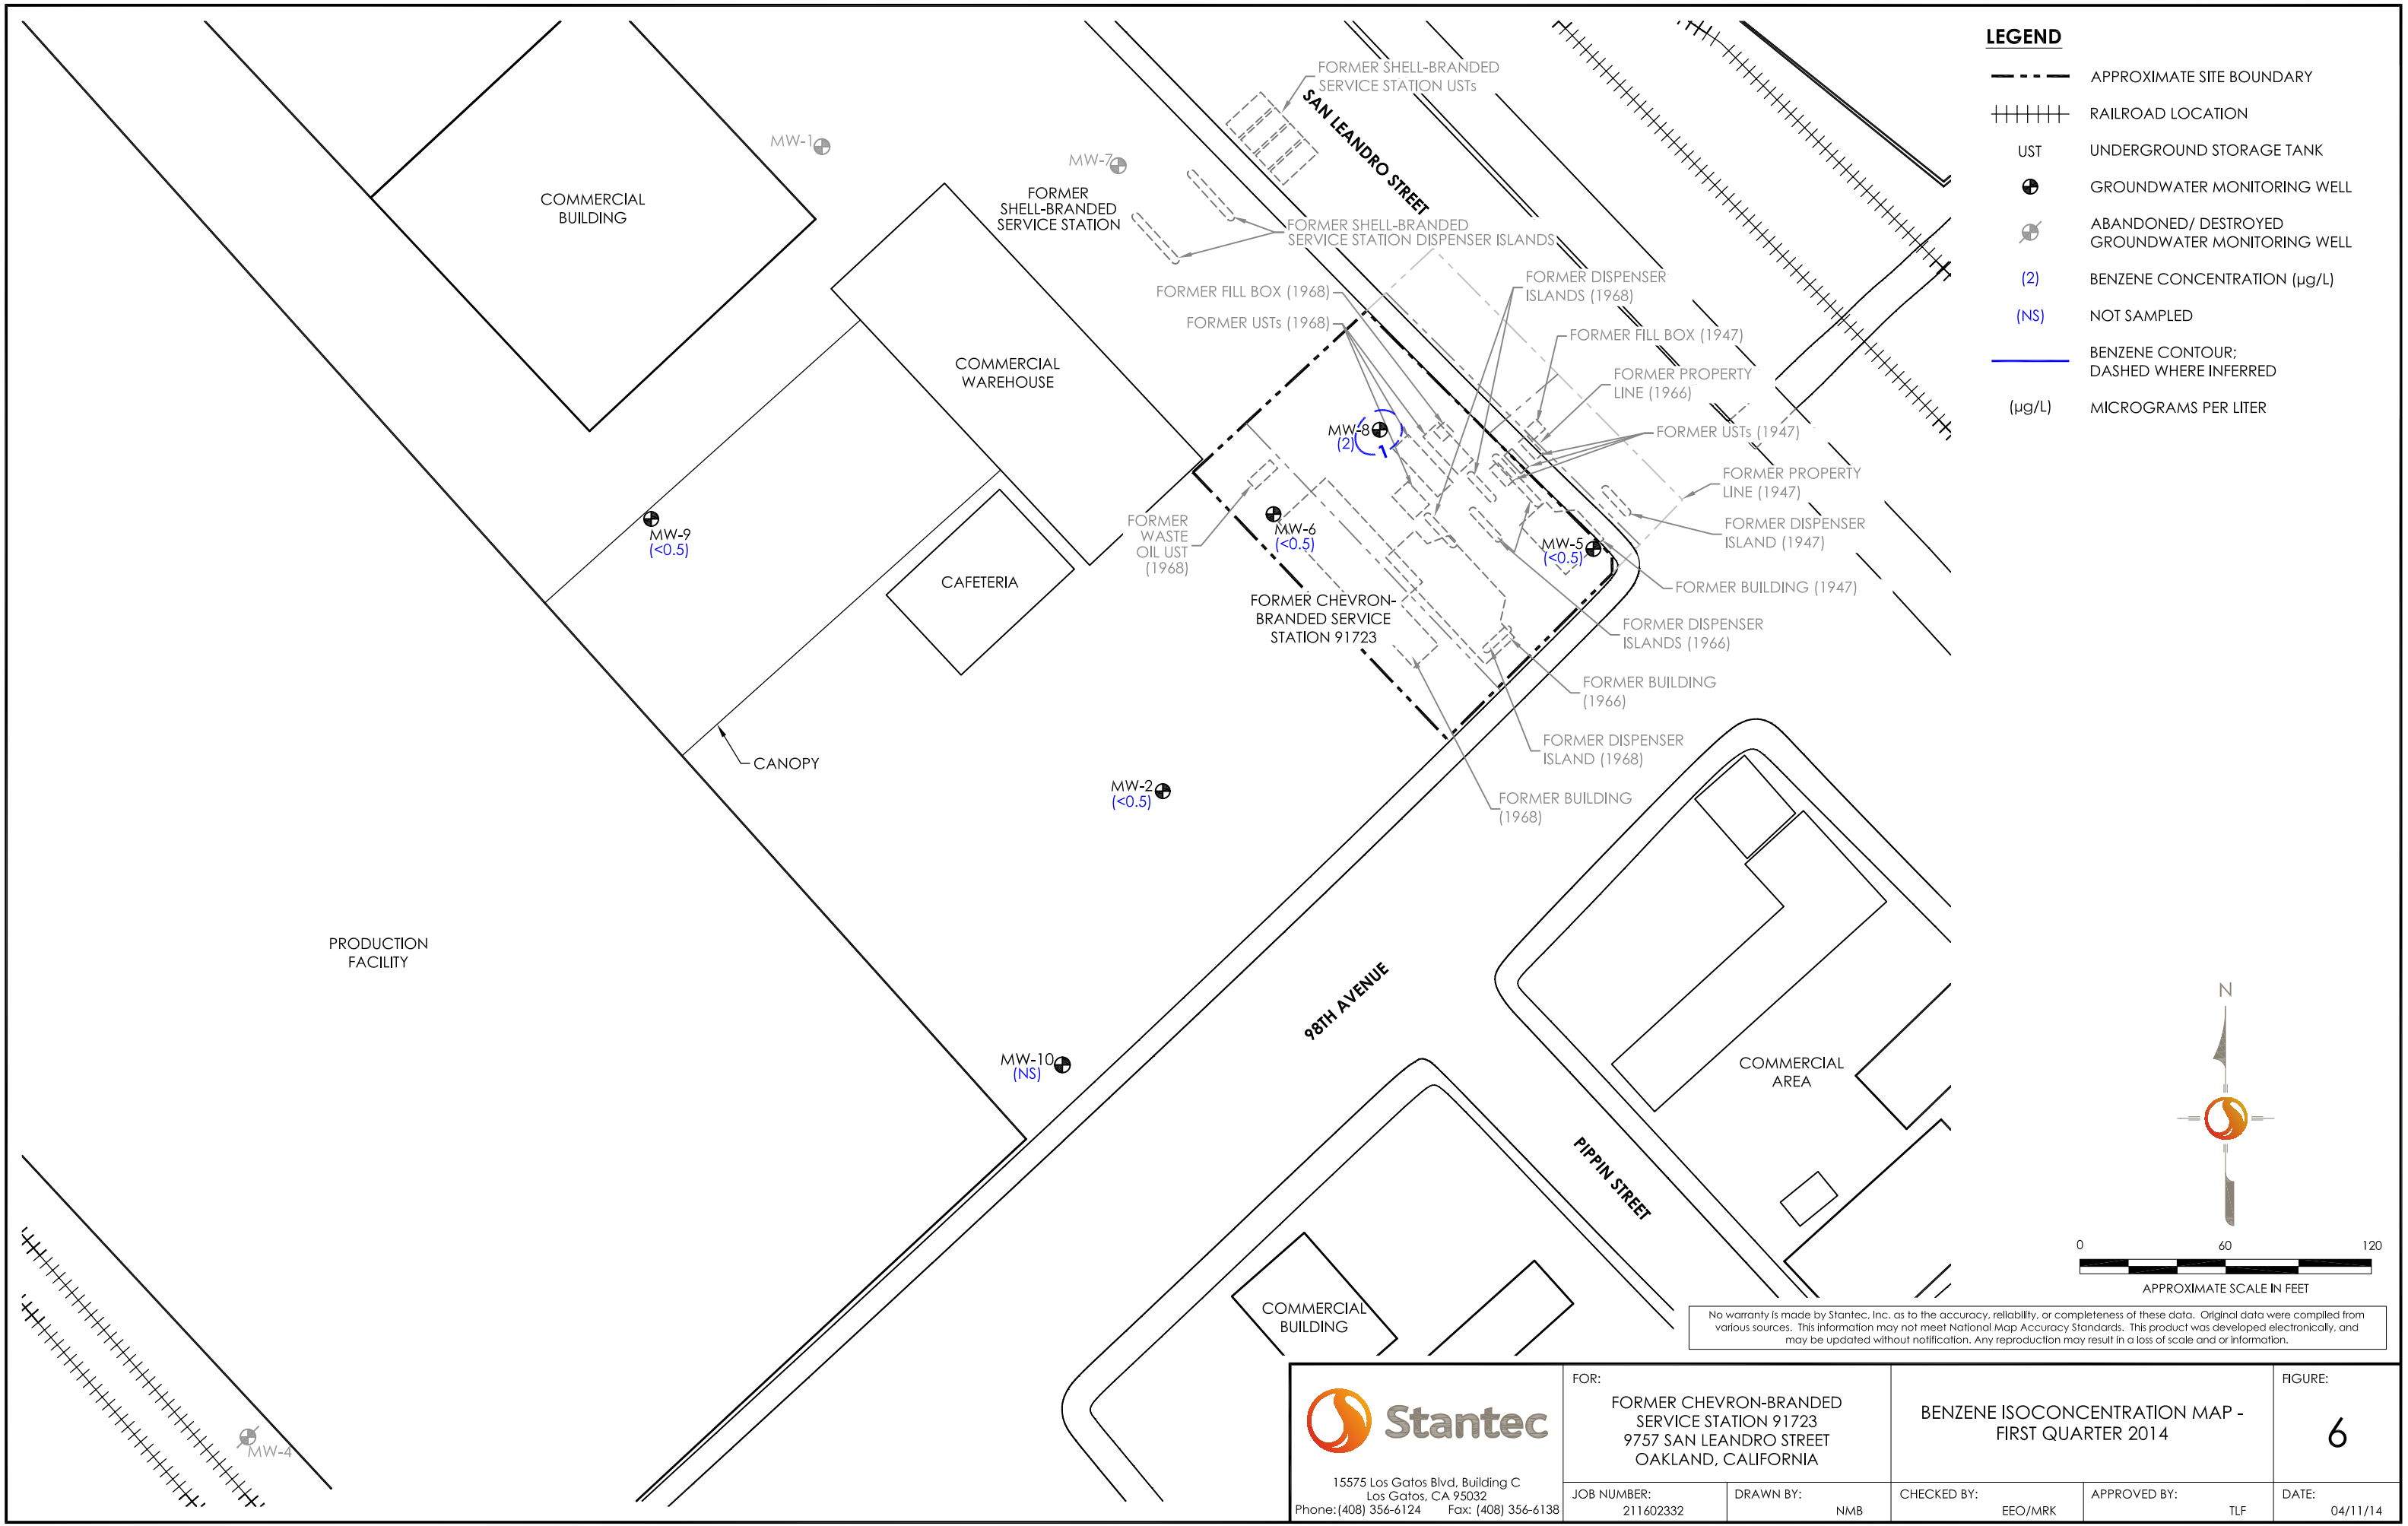 LEGEND
APPROXIMATE SITE BOUNDARY
RAILROAD LOCATION
UST UNDERGROUND STORAGE TANK
GROUNDWATER MONITORING WELL
ABANDONED/ DESTROYED
GROUNDWATER MONITORING WELL
(2) BENZENE CONCENTRATION (µg/L)
(NS) NOT SAMPLED
BENZENE CONTOUR;
DASHED WHERE INFERRED
(µg/L) MICROGRAMS PER LITER
FORMER SHELL-BRANDED
SERVICE STATION USTs
SAN LEANDRO STREET
MW-1
MW-7
COMMERCIAL
BUILDING
FORMER
SHELL-BRANDED
SERVICE STATION
FORMER SHELL-BRANDED
SERVICE STATION DISPENSER ISLANDS
FORMER FILL BOX (1968)
FORMER USTs (1968)
FORMER DISPENSER
ISLANDS (1968)
FORMER FILL BOX (1947)
FORMER PROPERTY
LINE (1966)
FORMER USTs (1947)
FORMER PROPERTY
LINE (1947)
FORMER DISPENSER
ISLAND (1947)
COMMERCIAL
WAREHOUSE
MW-8
(2)
1
MW-9
(<0.5)
FORMER
WASTE
OIL UST
(1968)
MW-6
(<0.5)
MW-5
(<0.5)
CAFETERIA
FORMER BUILDING (1947)
FORMER CHEVRON-
BRANDED SERVICE
STATION 91723
FORMER DISPENSER
ISLANDS (1966)
FORMER BUILDING
(1966)
FORMER DISPENSER
ISLAND (1968)
FORMER BUILDING
(1968)
CANOPY
MW-2
(<0.5)
PRODUCTION
FACILITY
98TH AVENUE
MW-10
(NS)
COMMERCIAL
AREA
PIPPIN STREET
COMMERCIAL
BUILDING
MW-4
N
0 60 120
APPROXIMATE SCALE IN FEET
No warranty is made by Stantec, Inc. as to the accuracy, reliability, or completeness of these data. Original data were compiled from
various sources. This information may not meet National Map Accuracy Standards. This product was developed electronically, and
may be updated without notification. Any reproduction may result in a loss of scale and or information.
Stantec
15575 Los Gatos Blvd, Building C
Los Gatos, CA 95032
Phone:(408) 356-6124 Fax: (408) 356-6138
FOR:
FORMER CHEVRON-BRANDED
SERVICE STATION 91723
9757 SAN LEANDRO STREET
OAKLAND, CALIFORNIA
BENZENE ISOCONCENTRATION MAP -
FIRST QUARTER 2014
FIGURE:
6
JOB NUMBER:
211602332
DRAWN BY:
NMB
CHECKED BY:
EEO/MRK
APPROVED BY:
TLF
DATE:
04/11/14